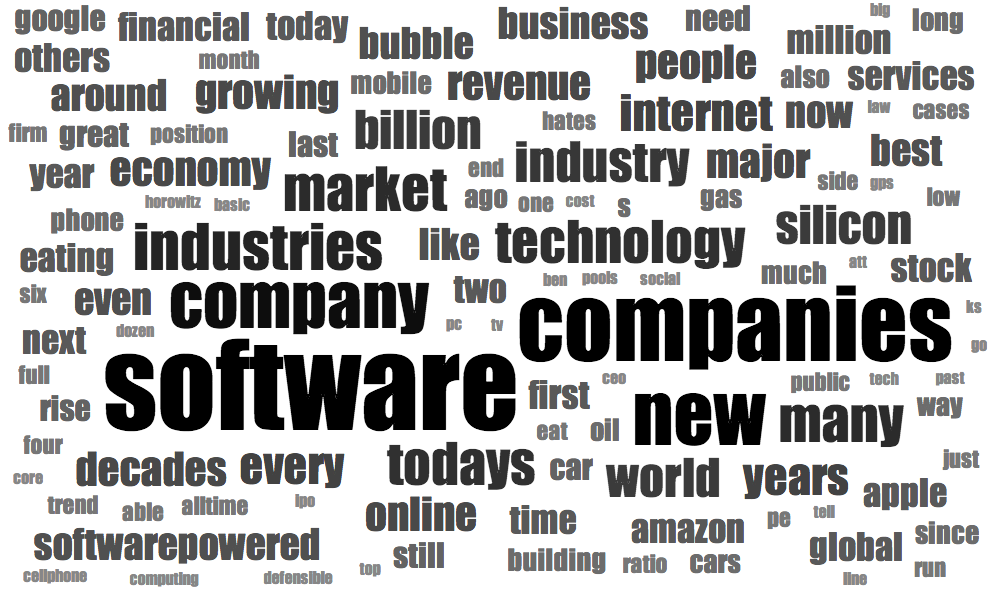 google financial today bubble business need big long
others month mobile revenue people million also services
around growing billion hates internet now law cases
firm great position last industry major best
year economy market end side gps low
horowitz basic ago one cost s gas
phone industries like technology silicon
eating ben pools social much att stock
six even company two companies ks
next dozen pc tv go
full software first ceo public tech past
rise eat oil new many way
four decades every todays car world years just
core apple
trend able alltime ipo online time amazon pe tell since
softwarepowered still building ratio cars global
cellphone computing defensible top line run